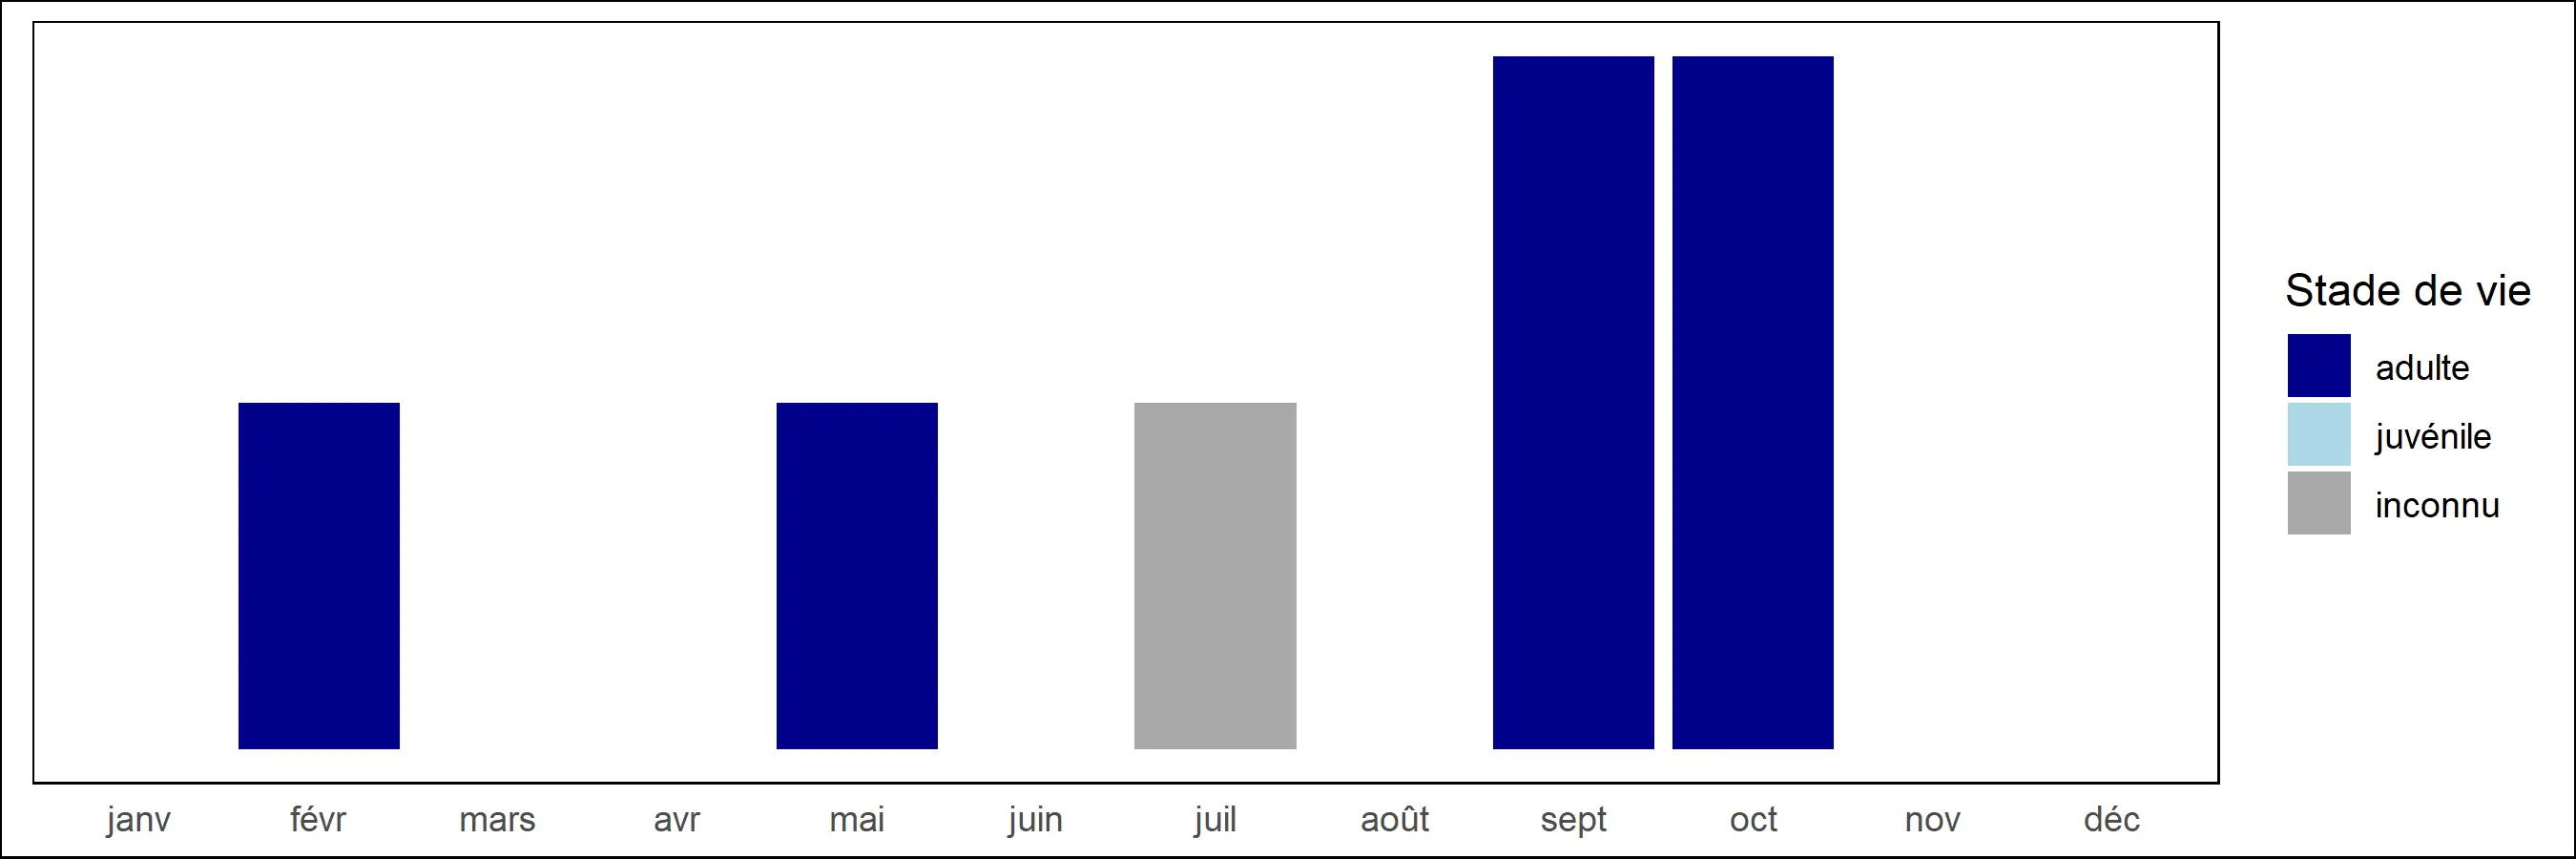 Stade de vie
adulte
juvénile
inconnu
janv févr mars avr mai juin juil août sept oct nov déc